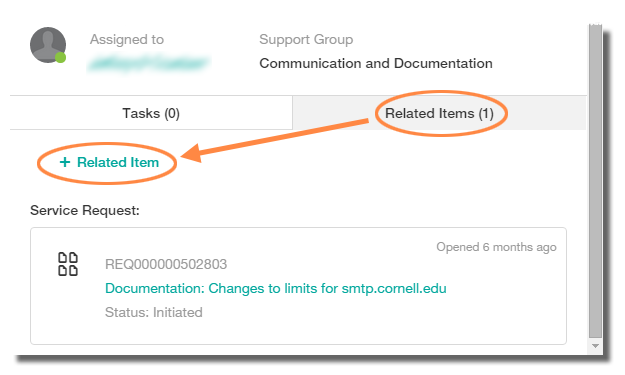 Assigned to
Support Group
Communication and Documentation
Tasks (0)
Related Items (1)
+ Related Item
Service Request:
Opened 6 months ago
REQ000000502803
Documentation: Changes to limits for smtp.cornell.edu
Status: Initiated